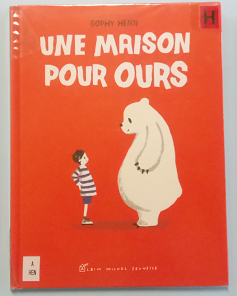 SOPHY HENN
H
UNE MAISON
POUR OURS
A
HEN
ALBIN MICHEL JEUNESSE